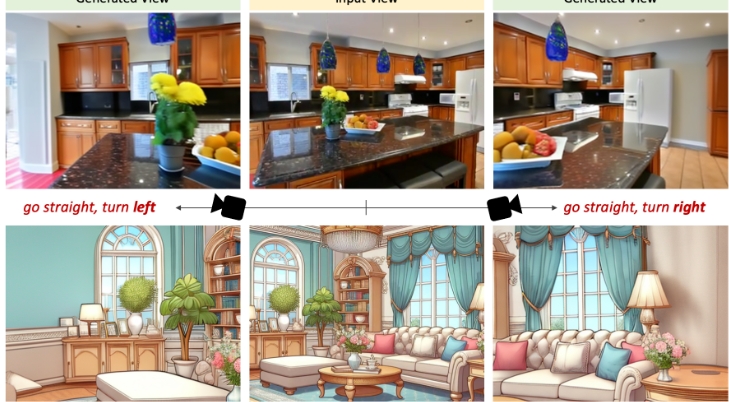 Generated View
Input View
Generated View
go straight, turn left
go straight, turn right